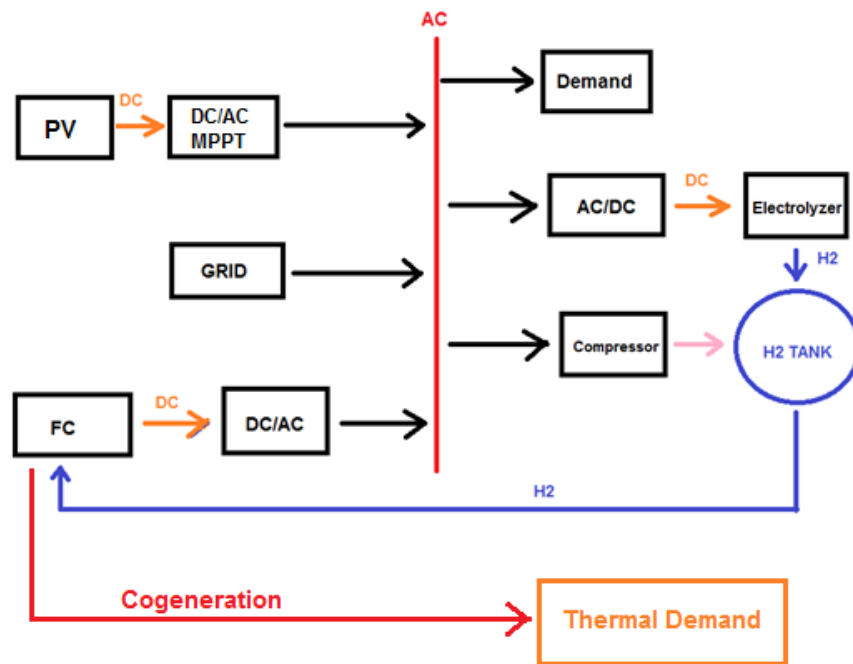 AC
Demand
DC
PV
DC/AC
MPPT
DC
AC/DC
Electrolyzer
H2
GRID
Compressor
H2 TANK
DC
FC
DC/AC
H2
Cogeneration
Thermal Demand